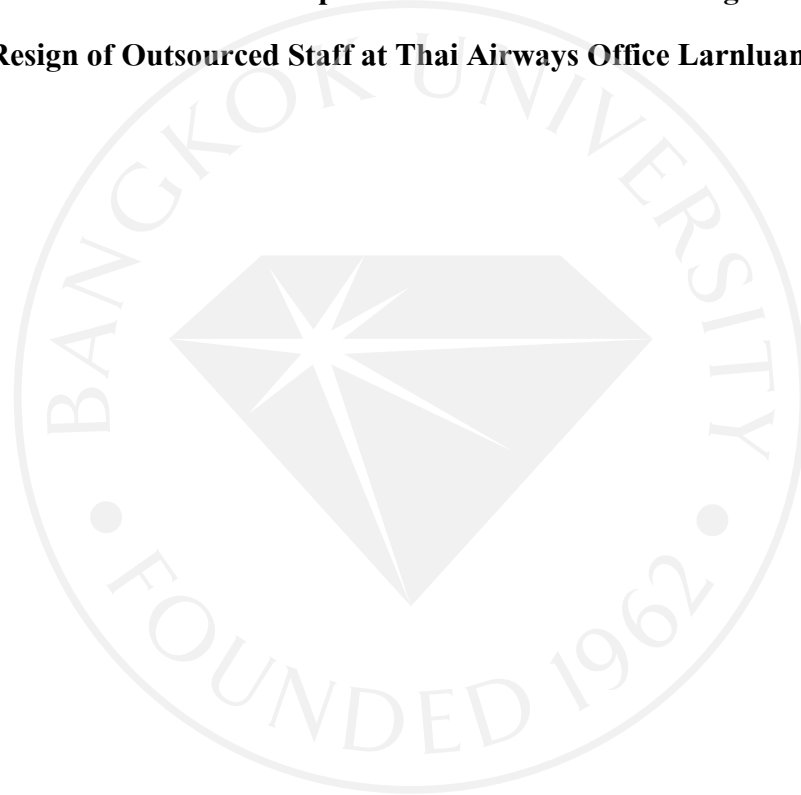 Resign of Outsourced Staff at Thai Airways Office Larnluan
BANGKOK UNIVERSITY
• FOUNDED 1962 •